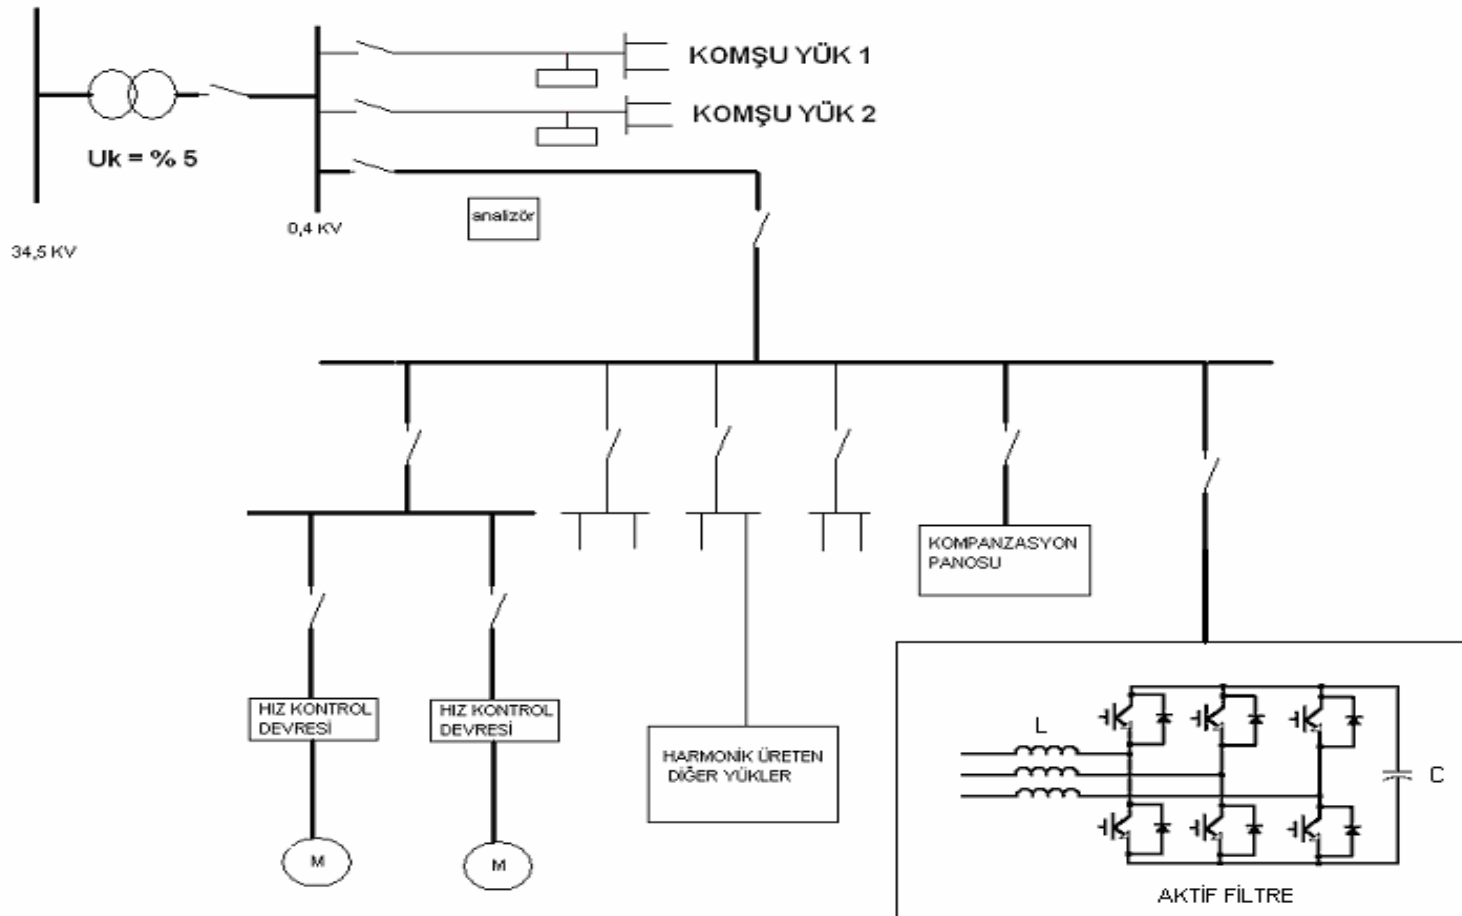 KOMŞU YÜK 1
KOMŞU YÜK 2
Uk = % 5
analizör
0,4 KV
34,5 KV
KOMPANZASYON
PANOSU
HIZ KONTROL
DEVRESİ
HIZ KONTROL
DEVRESİ
HARMONİK ÜRETEN
DİĞER YÜKLER
L
C
M
M
AKTİF FİLTRE